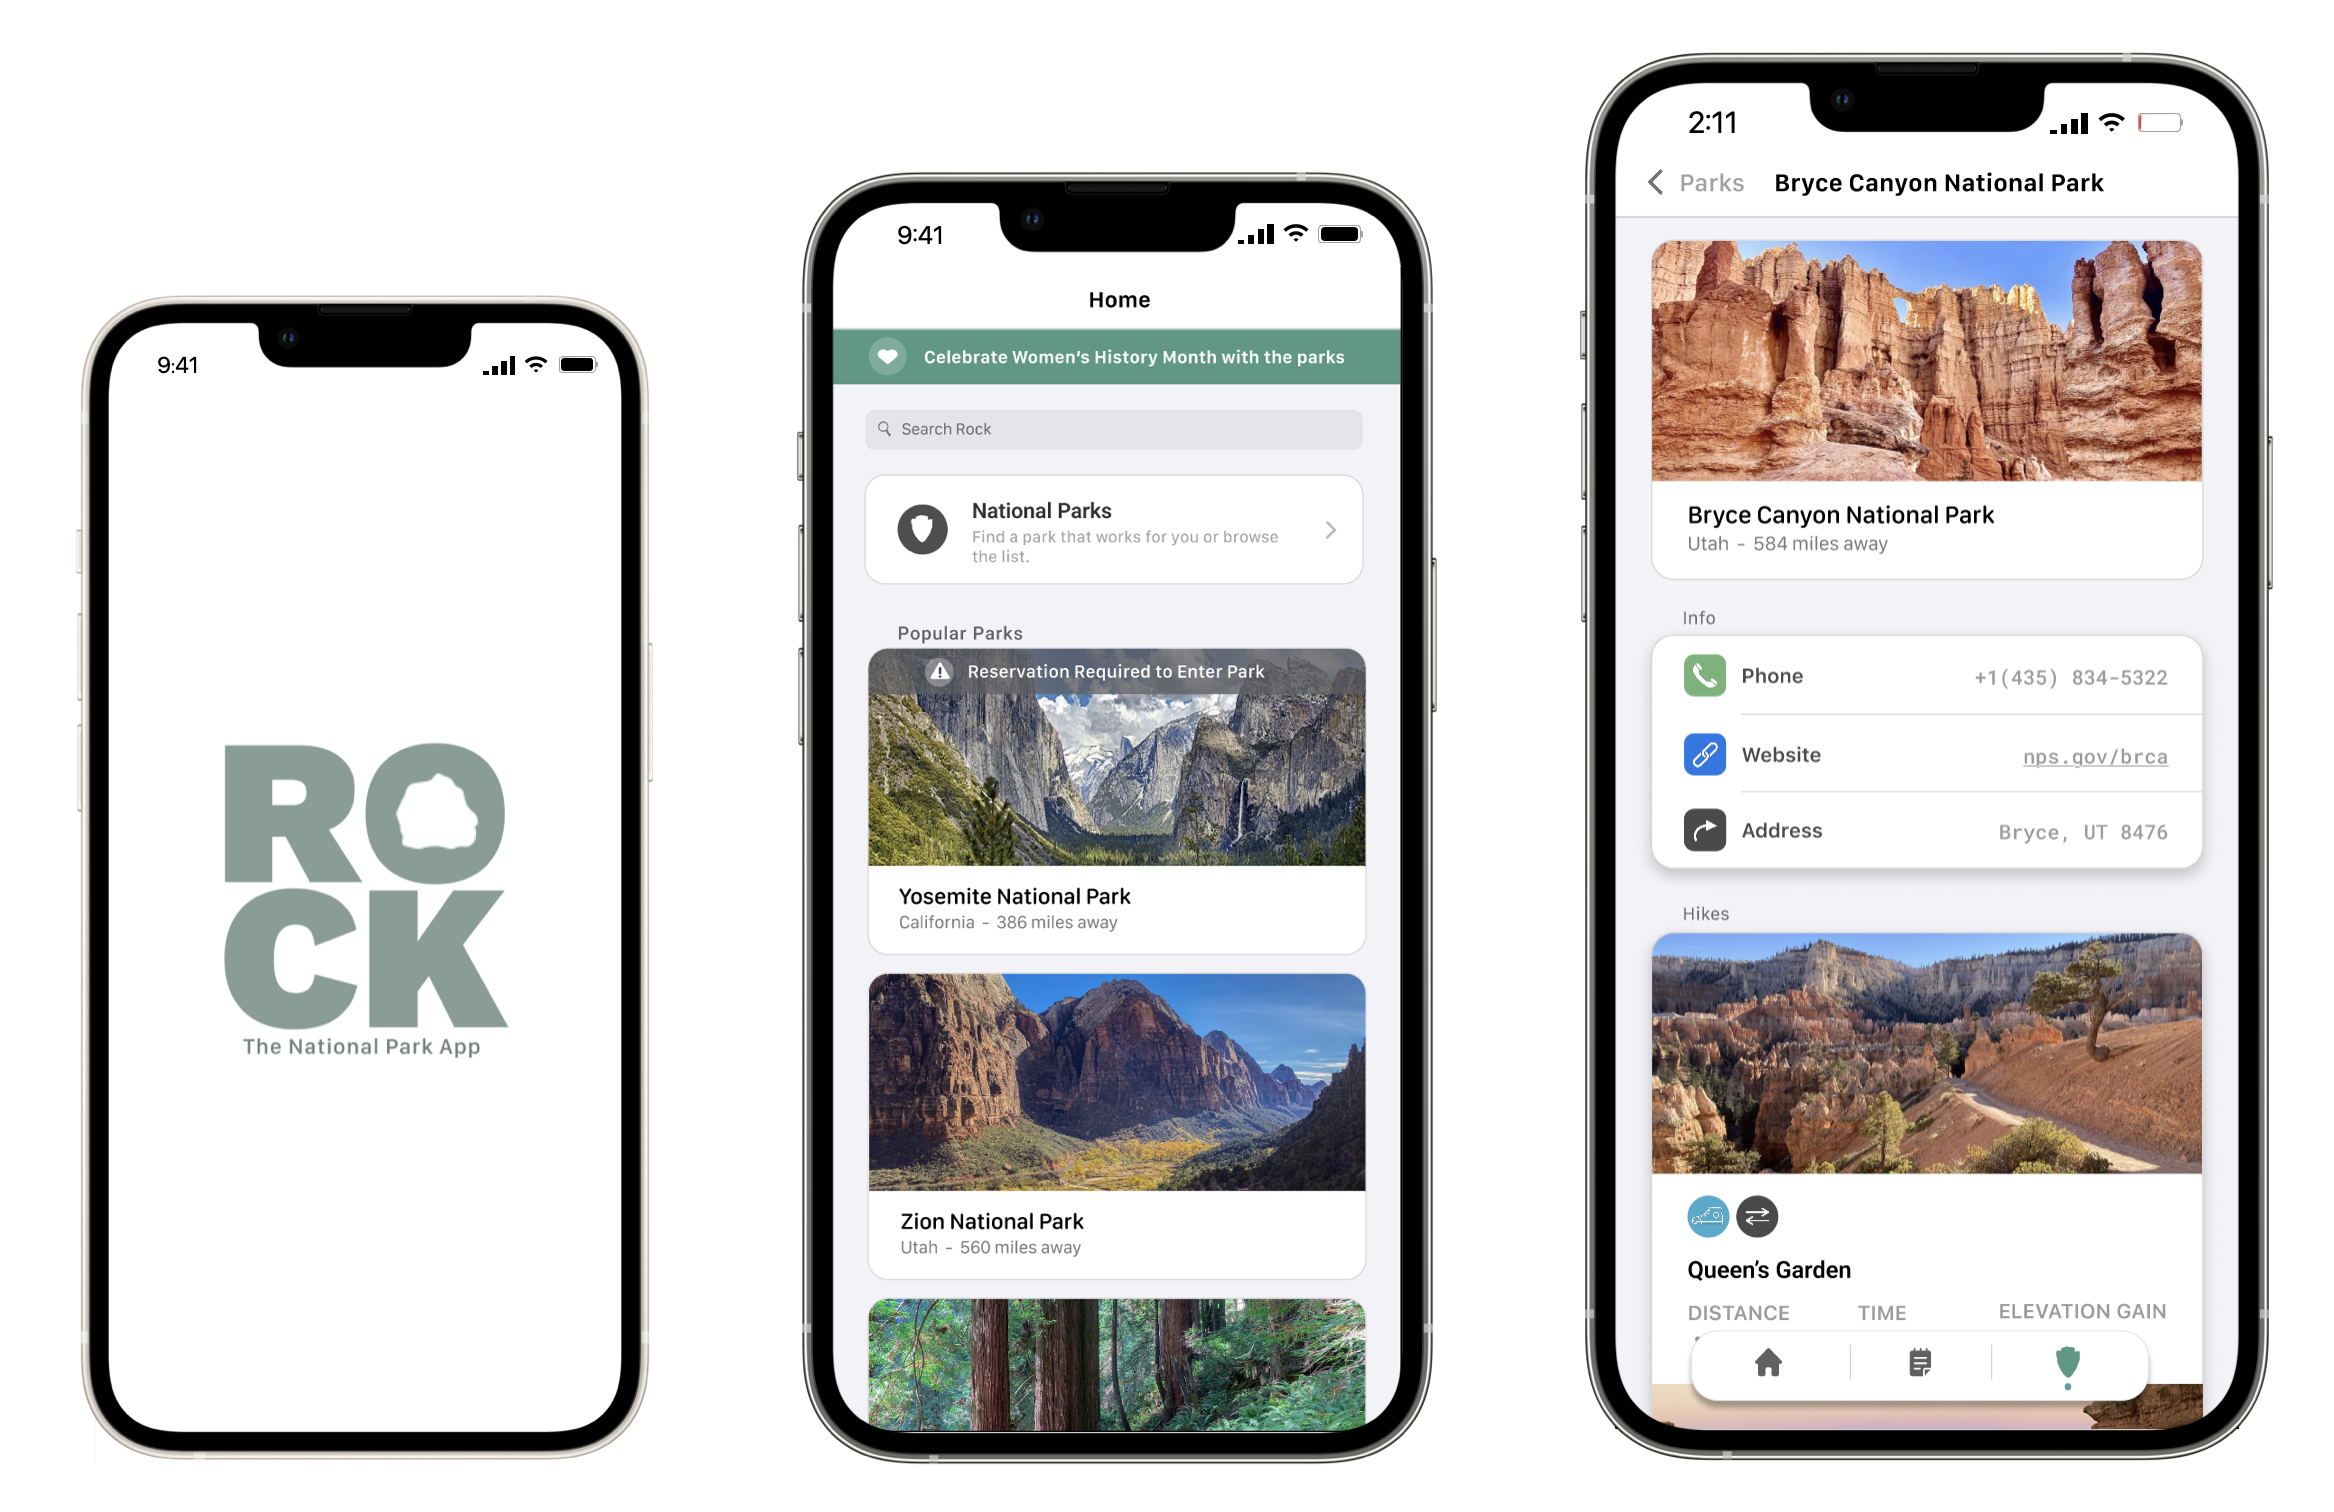 9:41
RO
CK
The National Park App
9:41
Home
Celebrate Women's History Month with the parks
Search Rock
National Parks
Find a park that works for you or browse
the list.
Popular Parks
Reservation Required to Enter Park
Yosemite National Park
California - 386 miles away
Zion National Park
Utah - 560 miles away
2:11
Parks Bryce Canyon National Park
Bryce Canyon National Park
Utah - 584 miles away
Info
Phone +1(435) 834-5322
Website nps.gov/brca
Address Bryce, UT 8476
Hikes
Queen's Garden
DISTANCE TIME ELEVATION GAIN